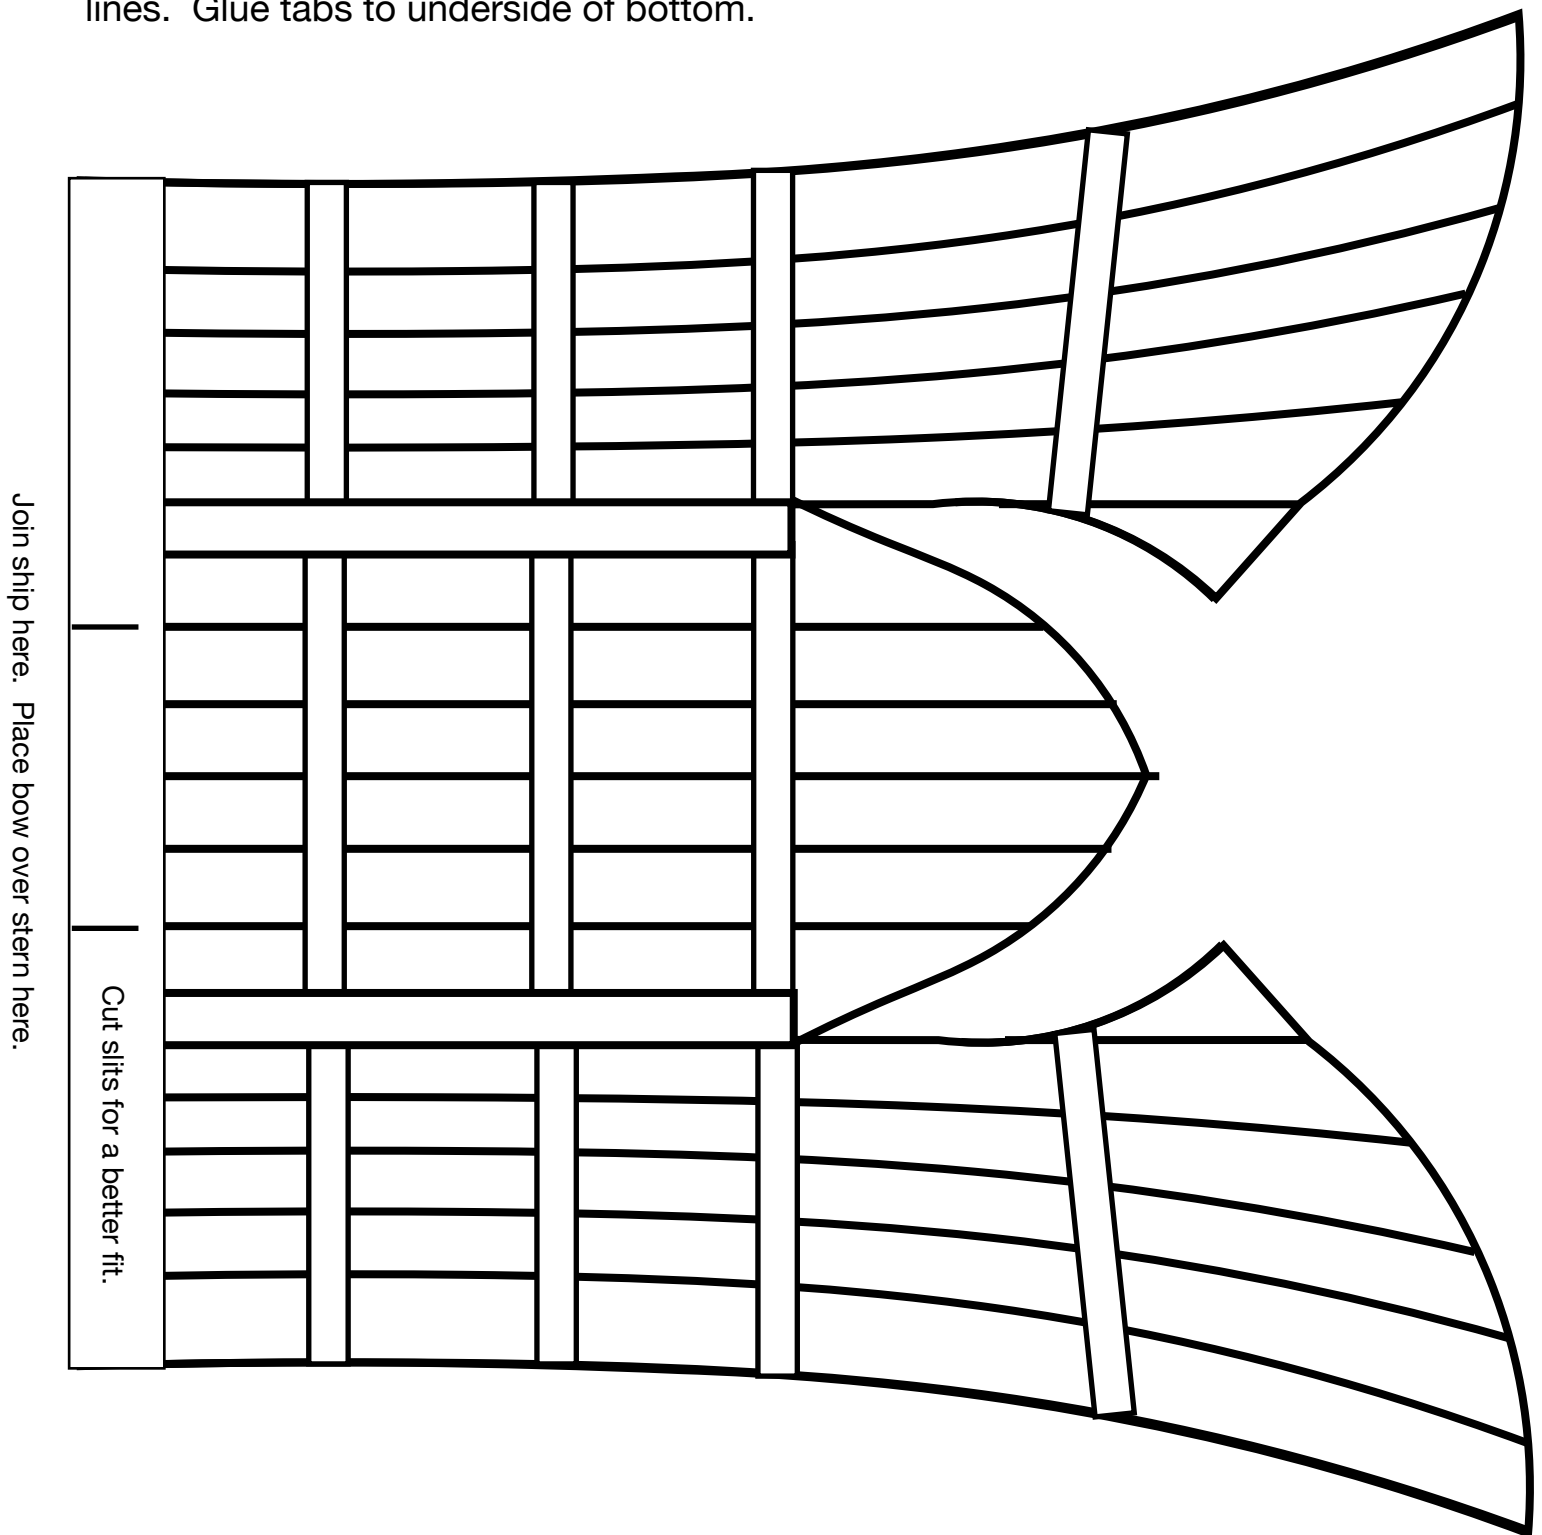 lines.  Glue tabs to underside of bottom.
Join ship here.  Place bow over stern here.
Cut slits for a better fit.